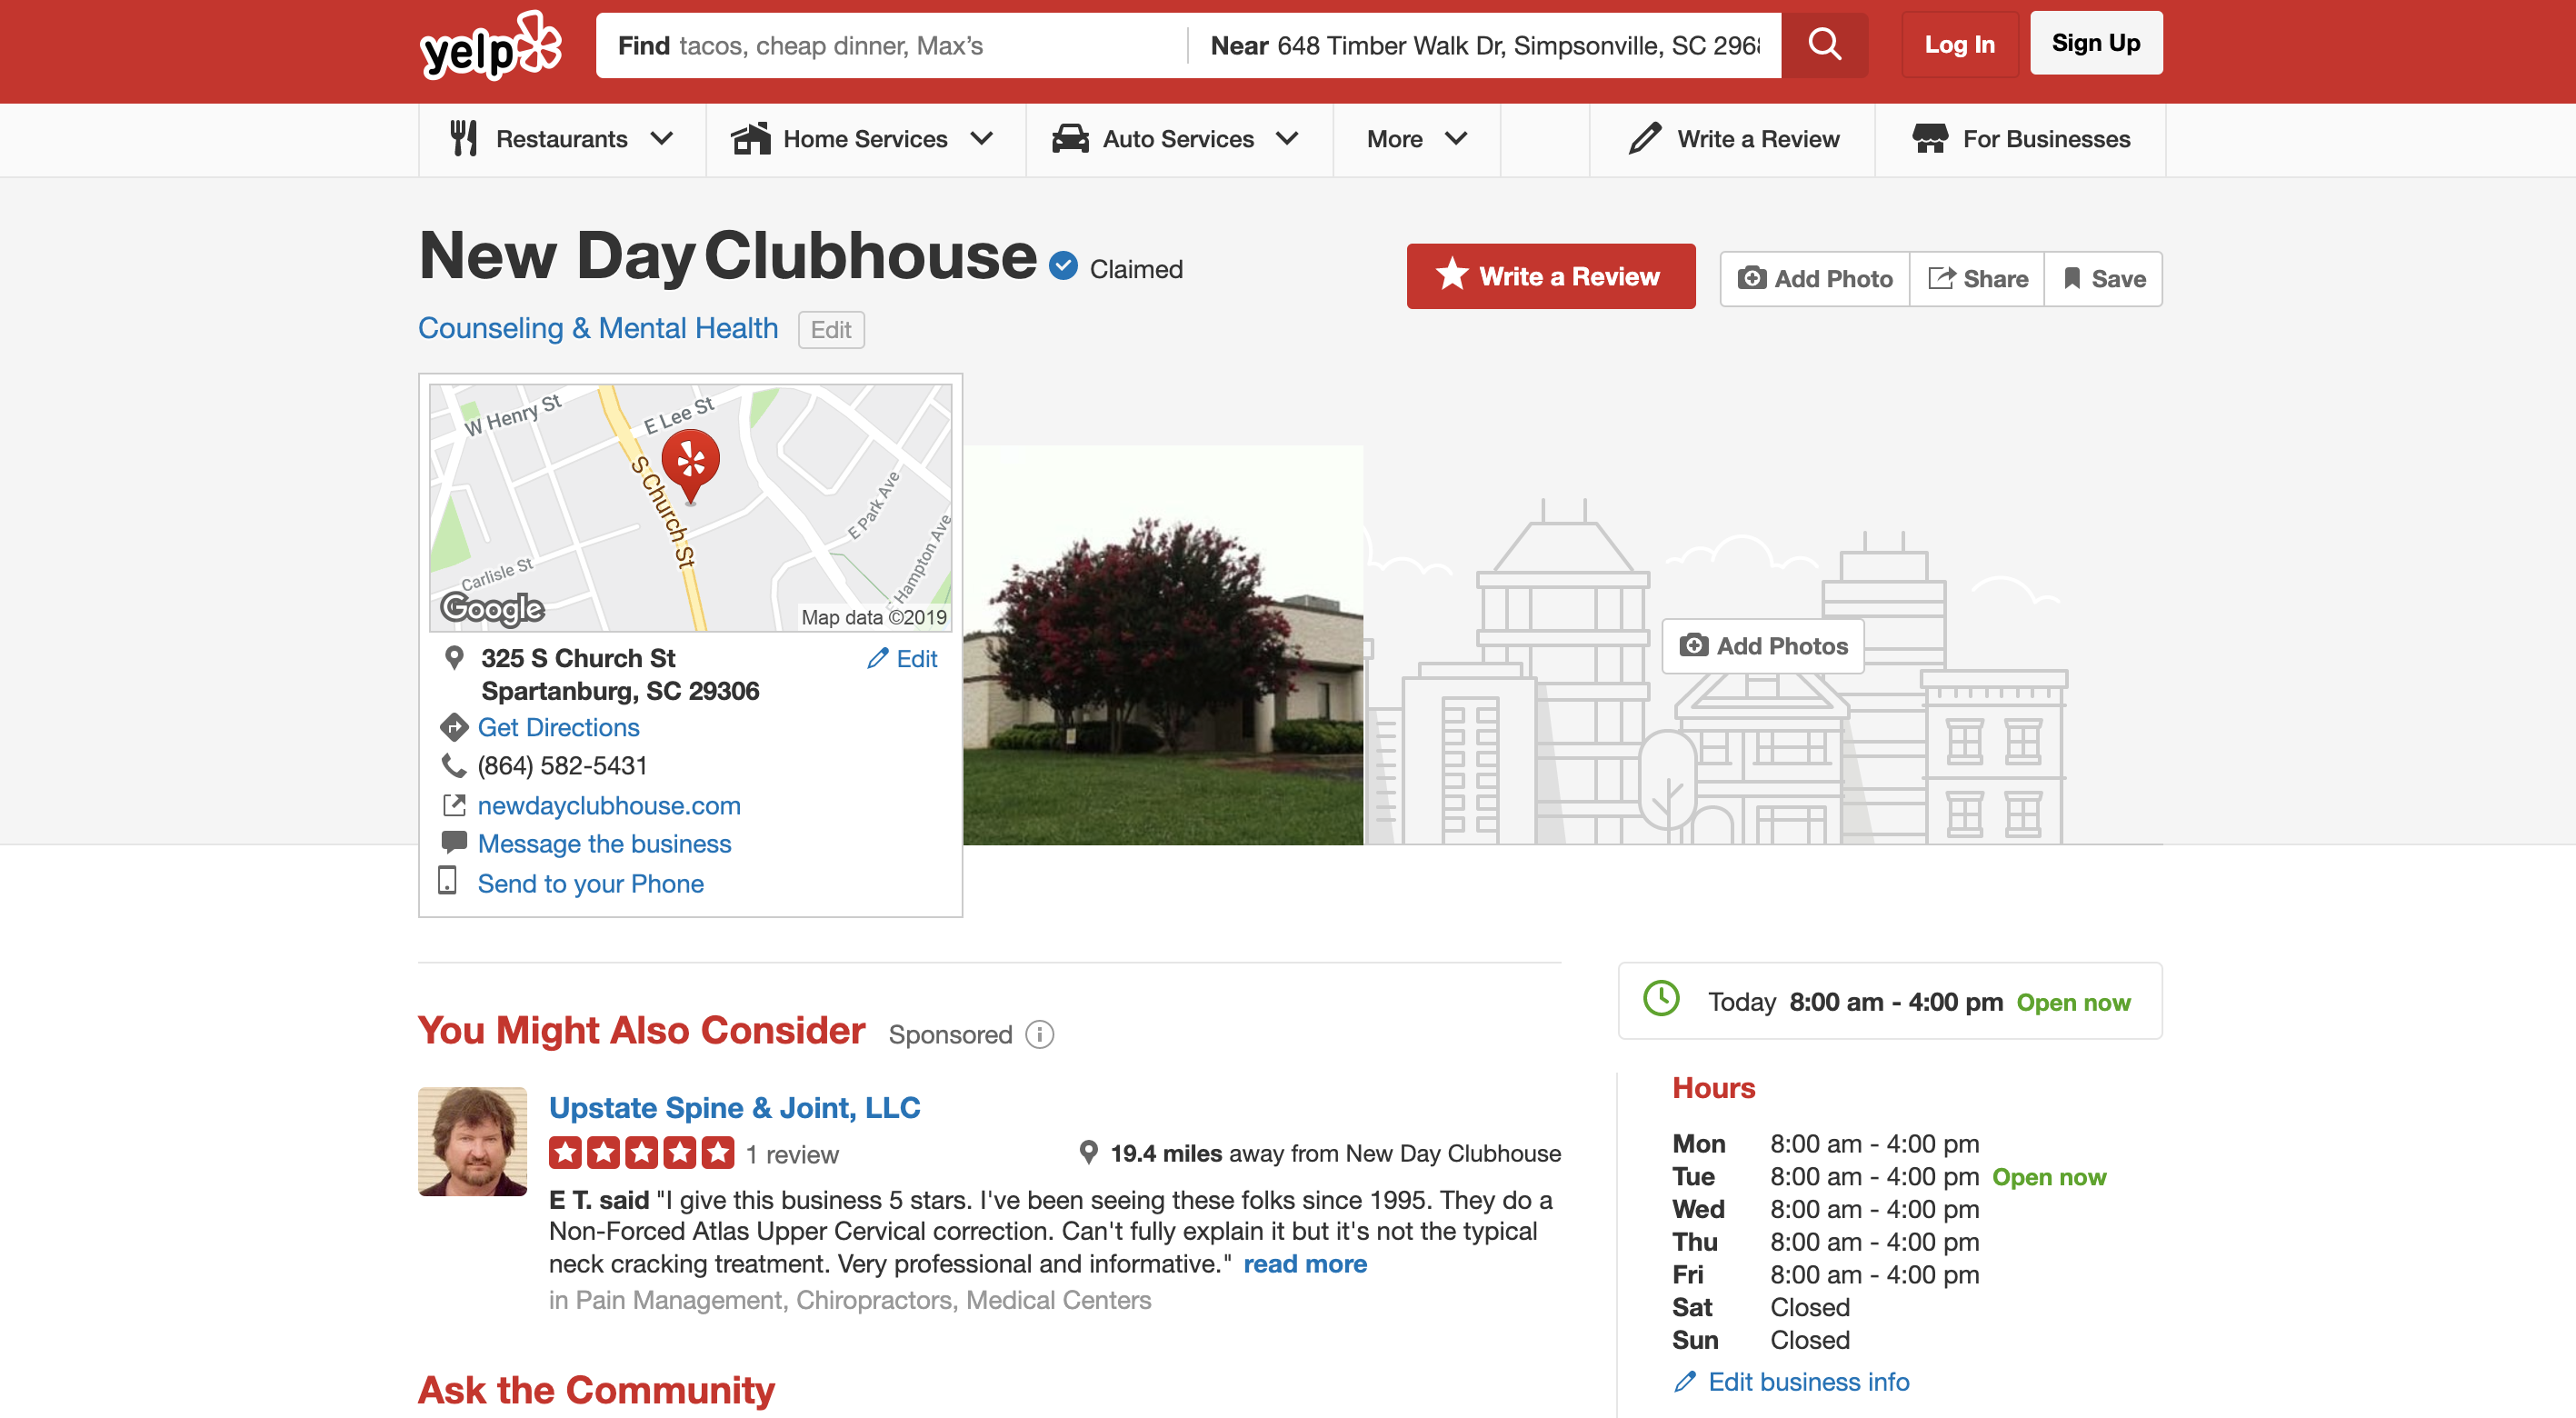 yelp
Find tacos, cheap dinner, Max's
Near 648 Timber Walk Dr, Simpsonville, SC 296
Log In
Sign Up
Restaurants
Home Services
Auto Services
More
Write a Review
For Businesses
New Day Clubhouse
Claimed
Write a Review
Add Photo
Share
Save
Counseling & Mental Health
Edit
W Henry St
E Lee St
S Church St
E Park Ave
E Hampton Ave
Carlisle St
Google
Map data ©2019
325 S Church St
Edit
Spartanburg, SC 29306
Get Directions
(864) 582-5431
newdayclubhouse.com
Message the business
Send to your Phone
Add Photos
You Might Also Consider
Sponsored
Upstate Spine & Joint, LLC
1 review
19.4 miles away from New Day Clubhouse
E T. said "I give this business 5 stars. I've been seeing these folks since 1995. They do a
Non-Forced Atlas Upper Cervical correction. Can't fully explain it but it's not the typical
neck cracking treatment. Very professional and informative." read more
in Pain Management, Chiropractors, Medical Centers
Ask the Community
Today 8:00 am - 4:00 pm Open now
Hours
Mon 8:00 am - 4:00 pm
Tue 8:00 am - 4:00 pm Open now
Wed 8:00 am - 4:00 pm
Thu 8:00 am - 4:00 pm
Fri 8:00 am - 4:00 pm
Sat Closed
Sun Closed
Edit business info